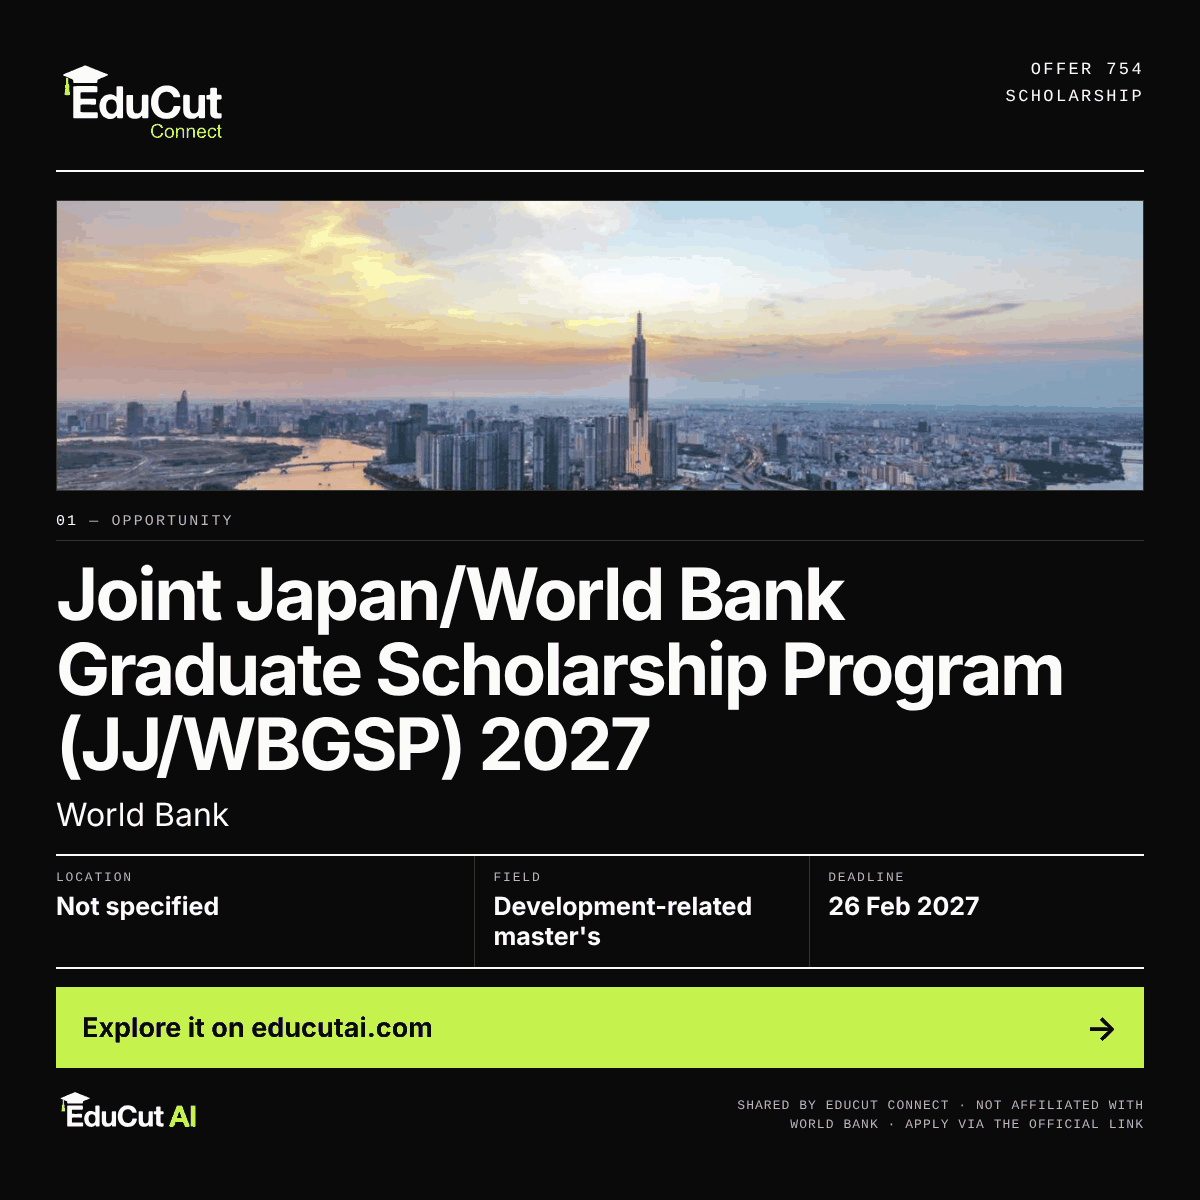 EduCut
Connect
OFFER 754
SCHOLARSHIP
01 — OPPORTUNITY
Joint Japan/World Bank
Graduate Scholarship Program
(JJ/WBGSP) 2027
World Bank
LOCATION
Not specified
FIELD
Development-related
master's
DEADLINE
26 Feb 2027
Explore it on educutai.com →
EduCut AI
SHARED BY EDUCUT CONNECT · NOT AFFILIATED WITH
WORLD BANK · APPLY VIA THE OFFICIAL LINK